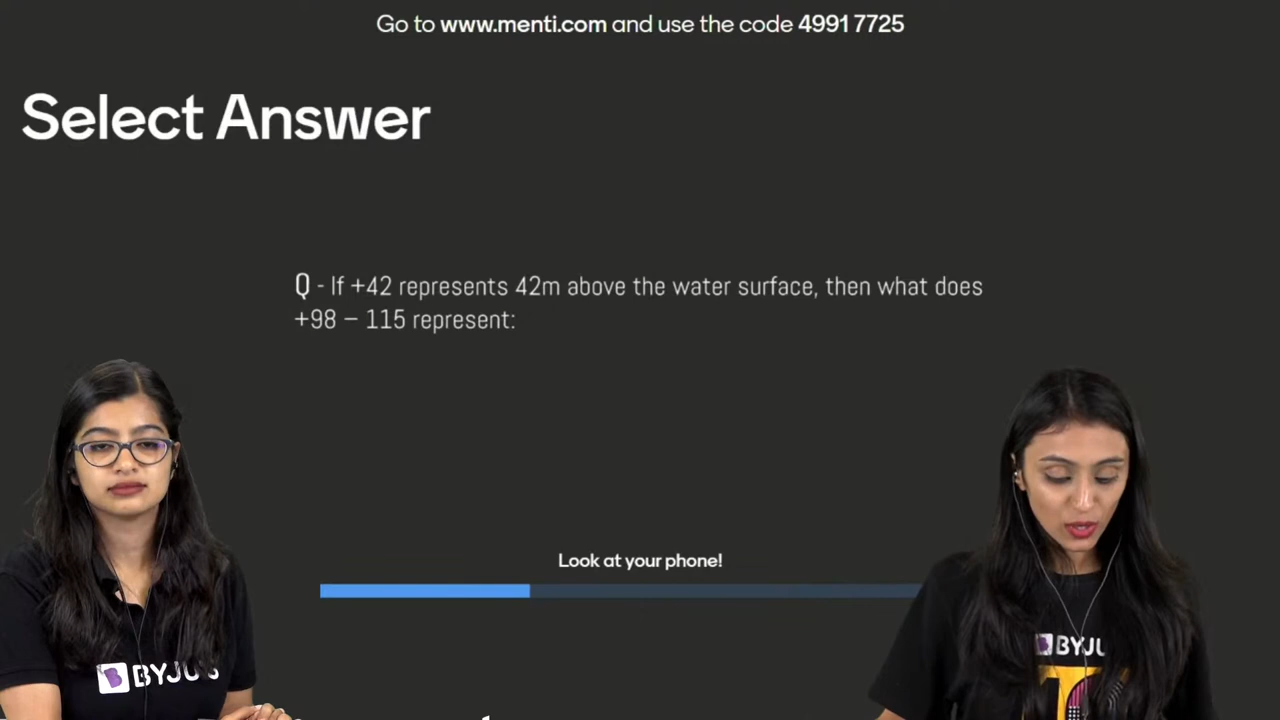 Go to www.menti.com and use the code 4991 7725
Select Answer
Q - If +42 represents 42m above the water surface, then what does
+98 – 115 represent:
Look at your phone!
BYJU'S
BYJU